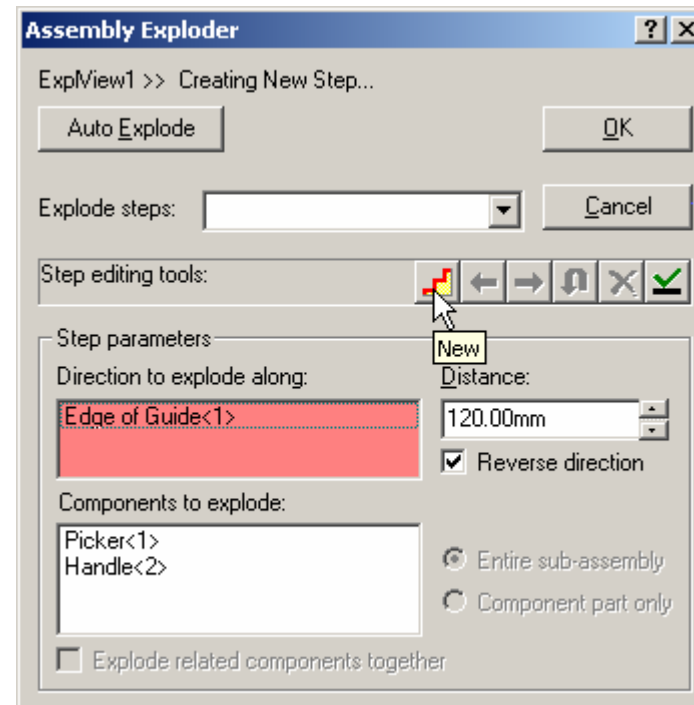 Assembly Exploder
ExplView1 >> Creating New Step...
Auto Explode
OK
Explode steps:
Cancel
Step editing tools:
New
Step parameters
Direction to explode along:
Distance:
Edge of Guide<1>
120.00mm
Reverse direction
Components to explode:
Picker<1>
Handle<2>
Entire sub-assembly
Component part only
Explode related components together